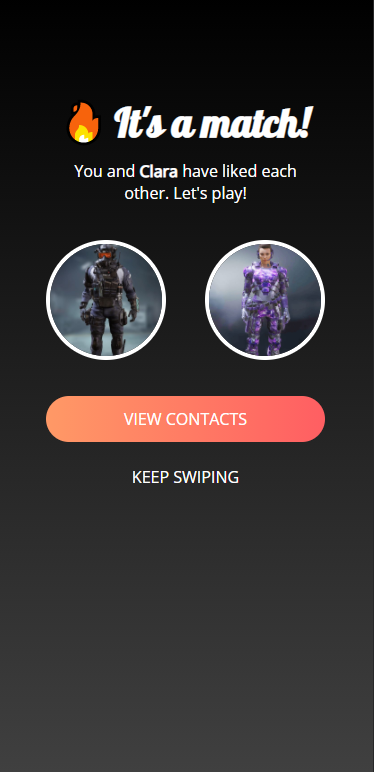 It's a match!
You and Clara have liked each
other. Let's play!
VIEW CONTACTS
KEEP SWIPING